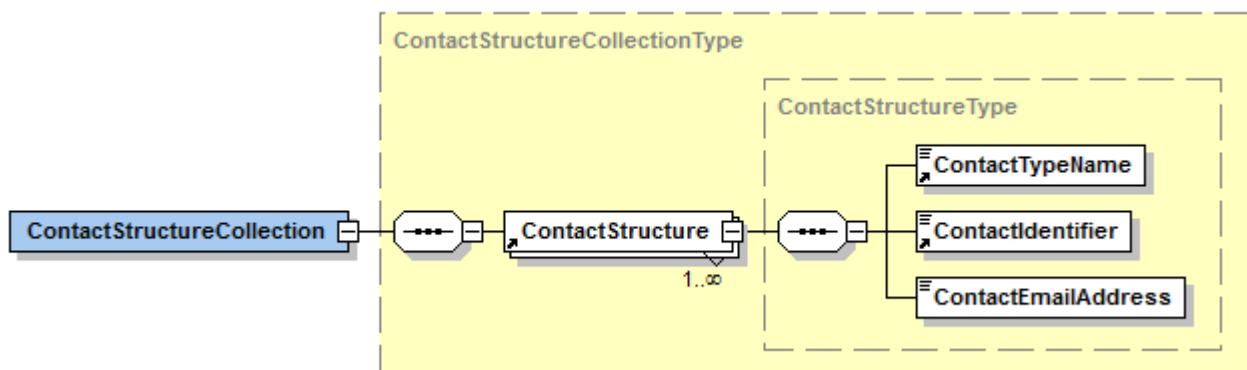 ContactStructureCollectionType
ContactStructureType
ContactTypeName
ContactStructureCollection
ContactStructure
ContactIdentifier
1..∞
ContactEmailAddress